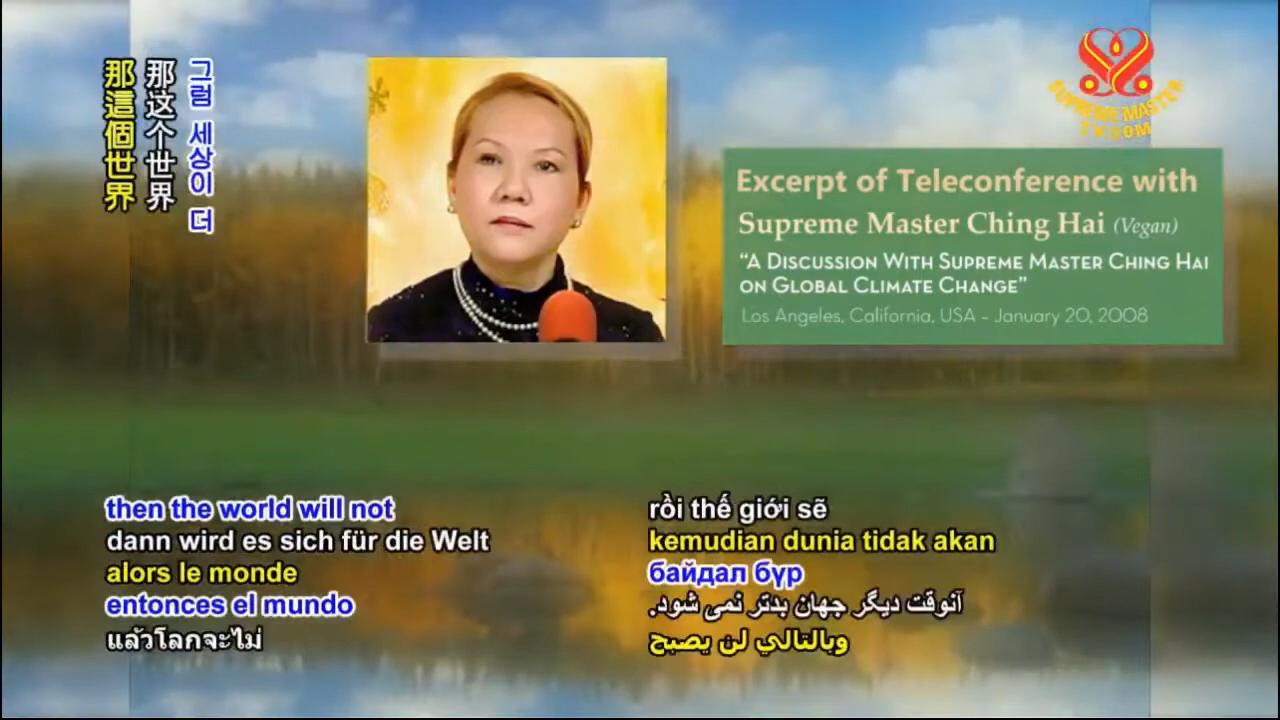 那這個世界
那这个世界
그럼 세상이 더
SUPREME MASTER
TV.COM
Excerpt of Teleconference with
Supreme Master Ching Hai (Vegan)
“A Discussion With Supreme Master Ching Hai
on Global Climate Change”
Los Angeles, California, USA – January 20, 2008
then the world will not
dann wird es sich für die Welt
alors le monde
entonces el mundo
แล้วโลกจะไม่
rồi thế giới sẽ
kemudian dunia tidak akan
байдал бүр
آنوقت دیگر جهان بدتر نمی شود.
وبالتالي لن يصبح